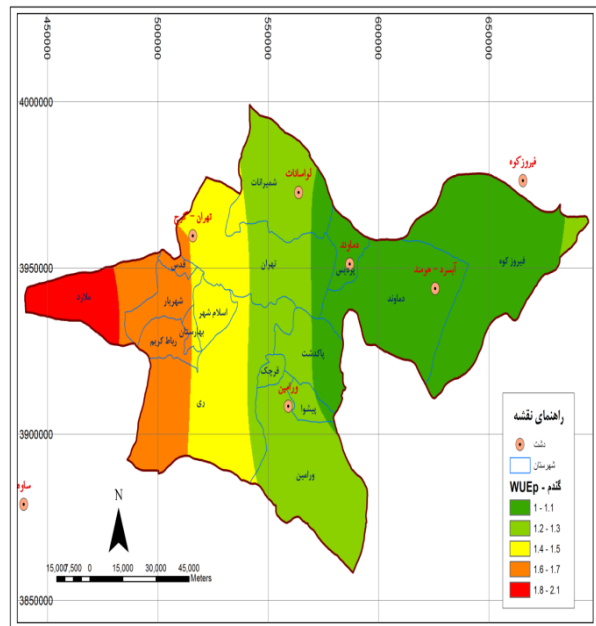 450000 500000 550000 600000 650000
4000000
3950000
3900000
3850000
فیروزکوه
لواسانات
شمیرانات
تهران - کرج
دماوند
آبسرد - هومند
فیروز کوه
تهران
پردیس
دماوند
قدس
ملارد
شهریار
اسلام شهر
بهارستان
رباط کریم
پاکدشت
قرچک
ورامین
پیشوا
ری
ورامین
ساوه
N
15,000 7,500 0 15,000 30,000 45,000
Meters
راهنمای نقشه
دشت
شهرستان
گندم - WUEp
1 - 1.1
1.2 - 1.3
1.4 - 1.5
1.6 - 1.7
1.8 - 2.1